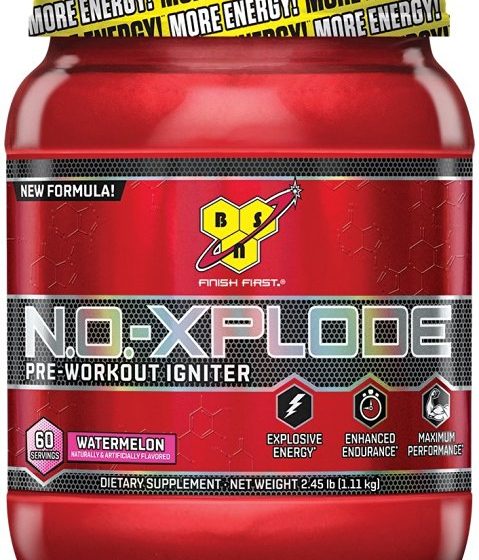 MORE ENERGY! MORE ENERGY! MORE ENERGY!
NEW FORMULA!
BSN
FINISH FIRST.®
N.O.-XPLODE
PRE-WORKOUT IGNITER
60
SERVINGS
WATERMELON
NATURALLY & ARTIFICIALLY FLAVORED
EXPLOSIVE
ENERGY*
ENHANCED
ENDURANCE*
MAXIMUM
PERFORMANCE*
DIETARY SUPPLEMENT • NET WEIGHT 2.45 lb (1.11 kg)